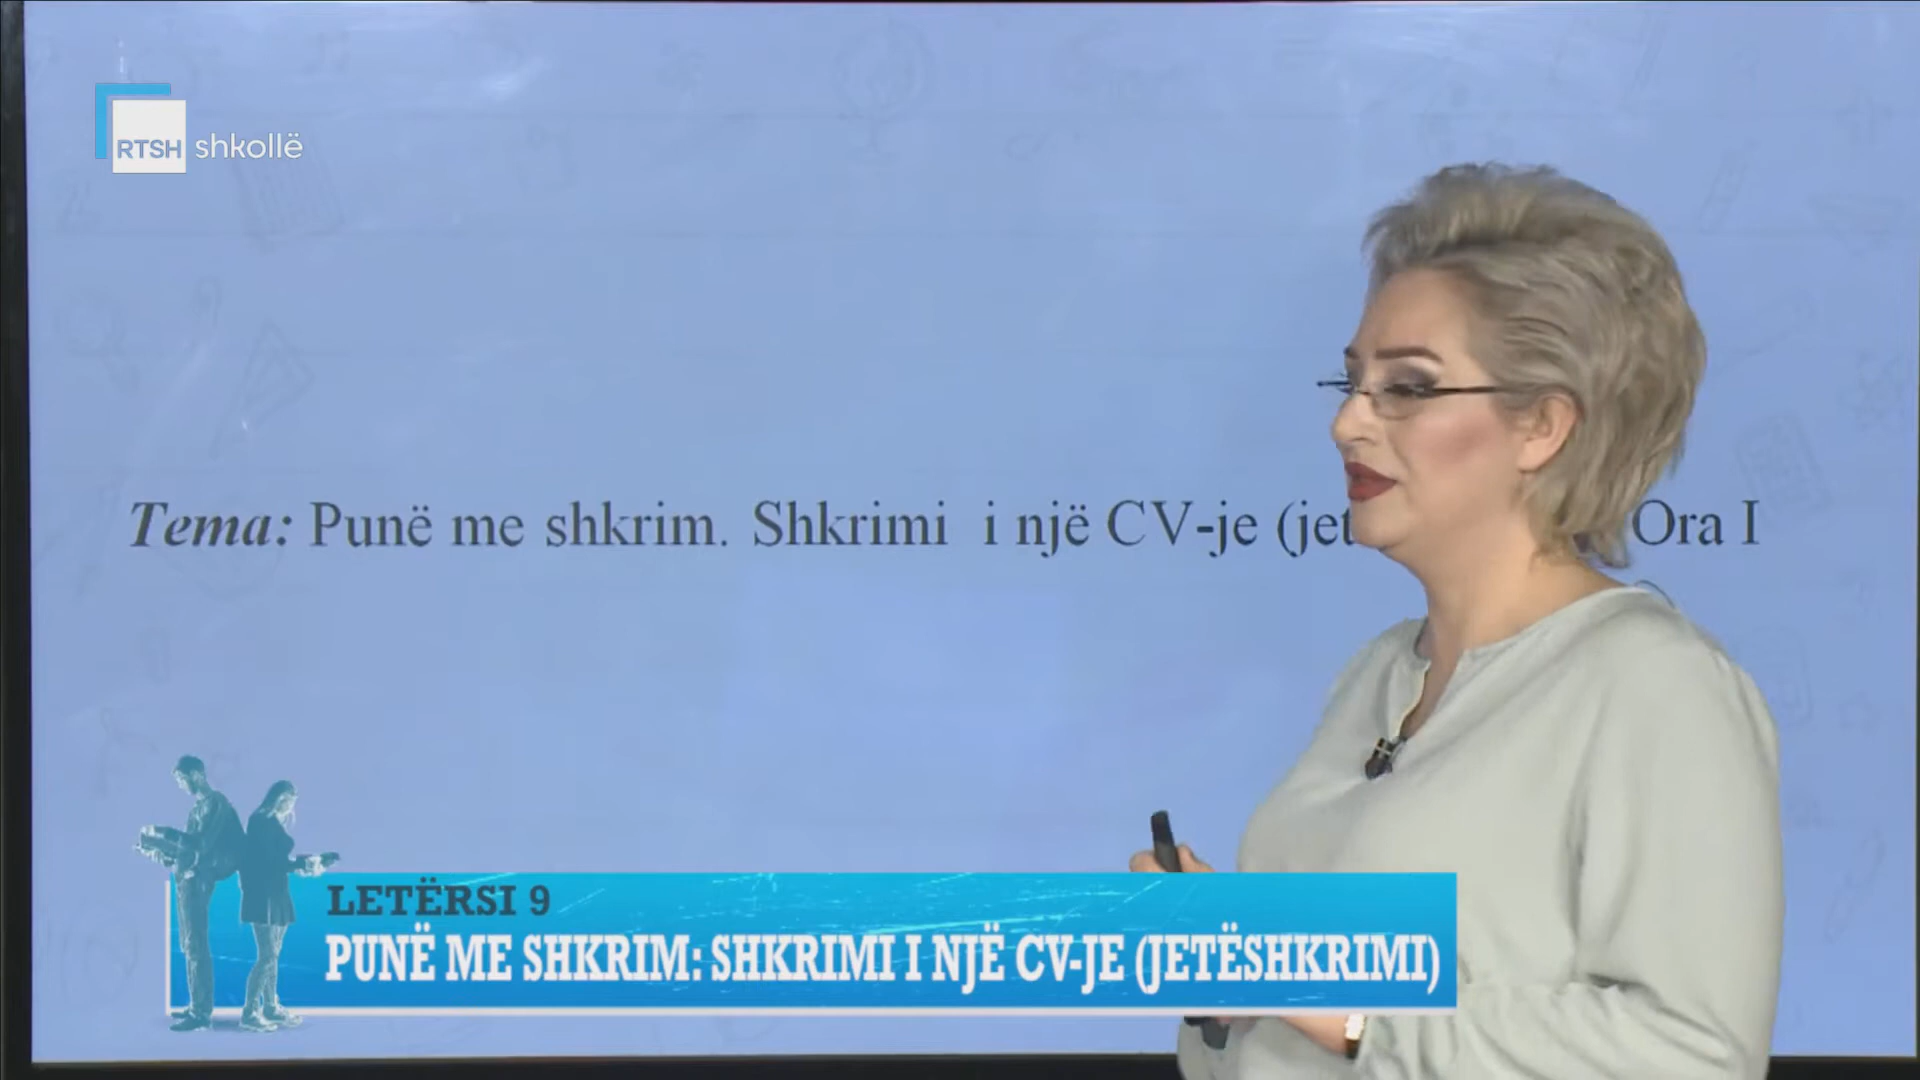 RTSH shkollë
Tema: Punë me shkrim. Shkrimi i një CV-je Ora I
LETËRSI 9
PUNË ME SHKRIM: SHKRIMI I NJË CV-JE (JETËSHKRIMI)